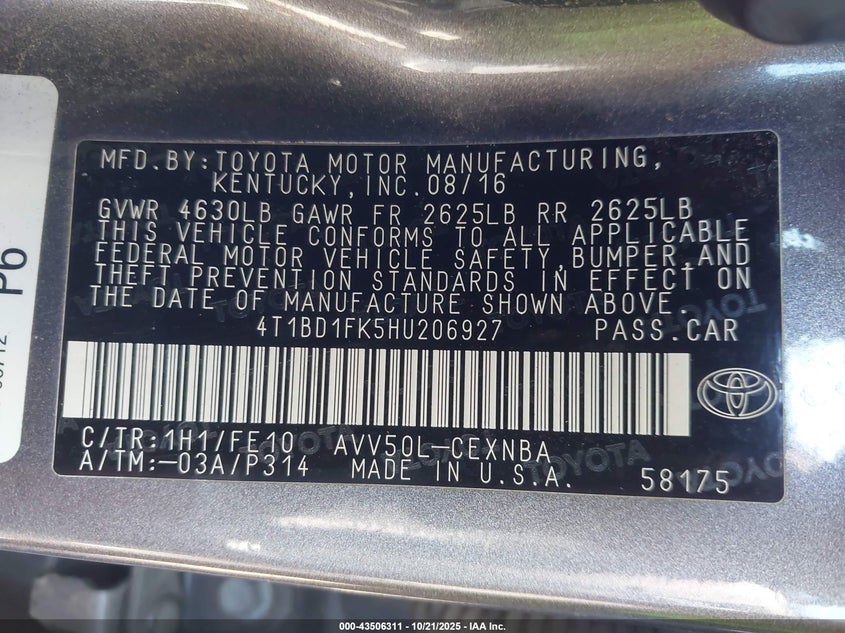 MFD.BY:TOYOTA MOTOR MANUFACTURING,
KENTUCKY,INC.08/16
GVWR 4630LB GAWR FR 2625LB RR 2625LB
THIS VEHICLE CONFORMS TO ALL APPLICABLE
FEDERAL MOTOR VEHICLE SAFETY,BUMPER,AND
THEFT PREVENTION STANDARDS IN EFFECT ON
THE DATE OF MANUFACTURE SHOWN ABOVE.
4T1BD1FK5HU206927 PASS.CAR
C/TR:1H1/FE10 AVV50L-CEXNBA
A/TM:-03A/P314 MADE IN U.S.A. 58175
P6
000-43506311 - 10/21/2025 - IAA Inc.